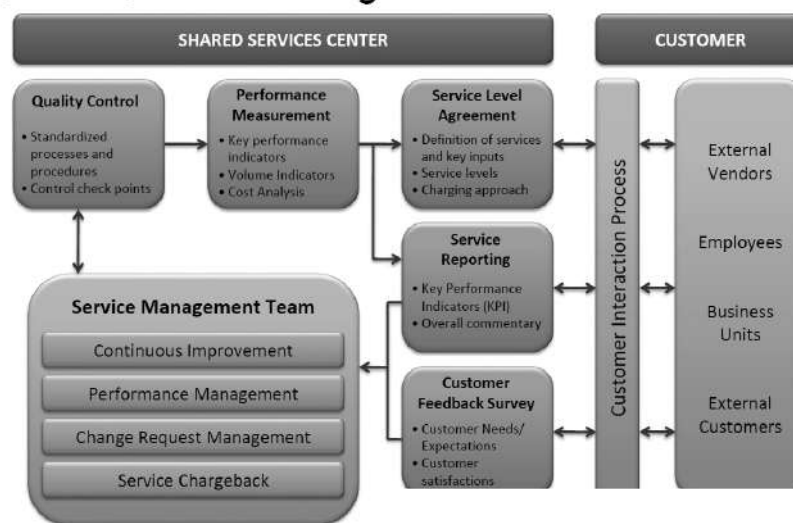 SHARED SERVICES CENTER
CUSTOMER
Quality Control
• Standardized
processes and
procedures
• Control check points
Performance
Measurement
• Key performance
indicators
• Volume Indicators
• Cost Analysis
Service Level
Agreement
• Definition of services
and key inputs
• Service levels
• Charging approach
Service
Reporting
• Key Performance
Indicators (KPI)
• Overall commentary
Customer
Feedback Survey
• Customer Needs/
Expectations
• Customer
satisfactions
Service Management Team
Continuous Improvement
Performance Management
Change Request Management
Service Chargeback
Customer Interaction Process
External
Vendors
Employees
Business
Units
External
Customers